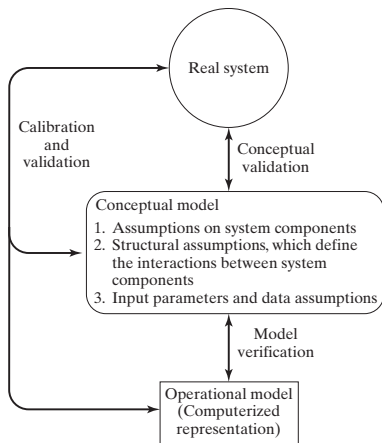 Real system
Calibration
and
validation
Conceptual
validation
Conceptual model
1. Assumptions on system components
2. Structural assumptions, which define
the interactions between system
components
3. Input parameters and data assumptions
Model
verification
Operational model
(Computerized
representation)